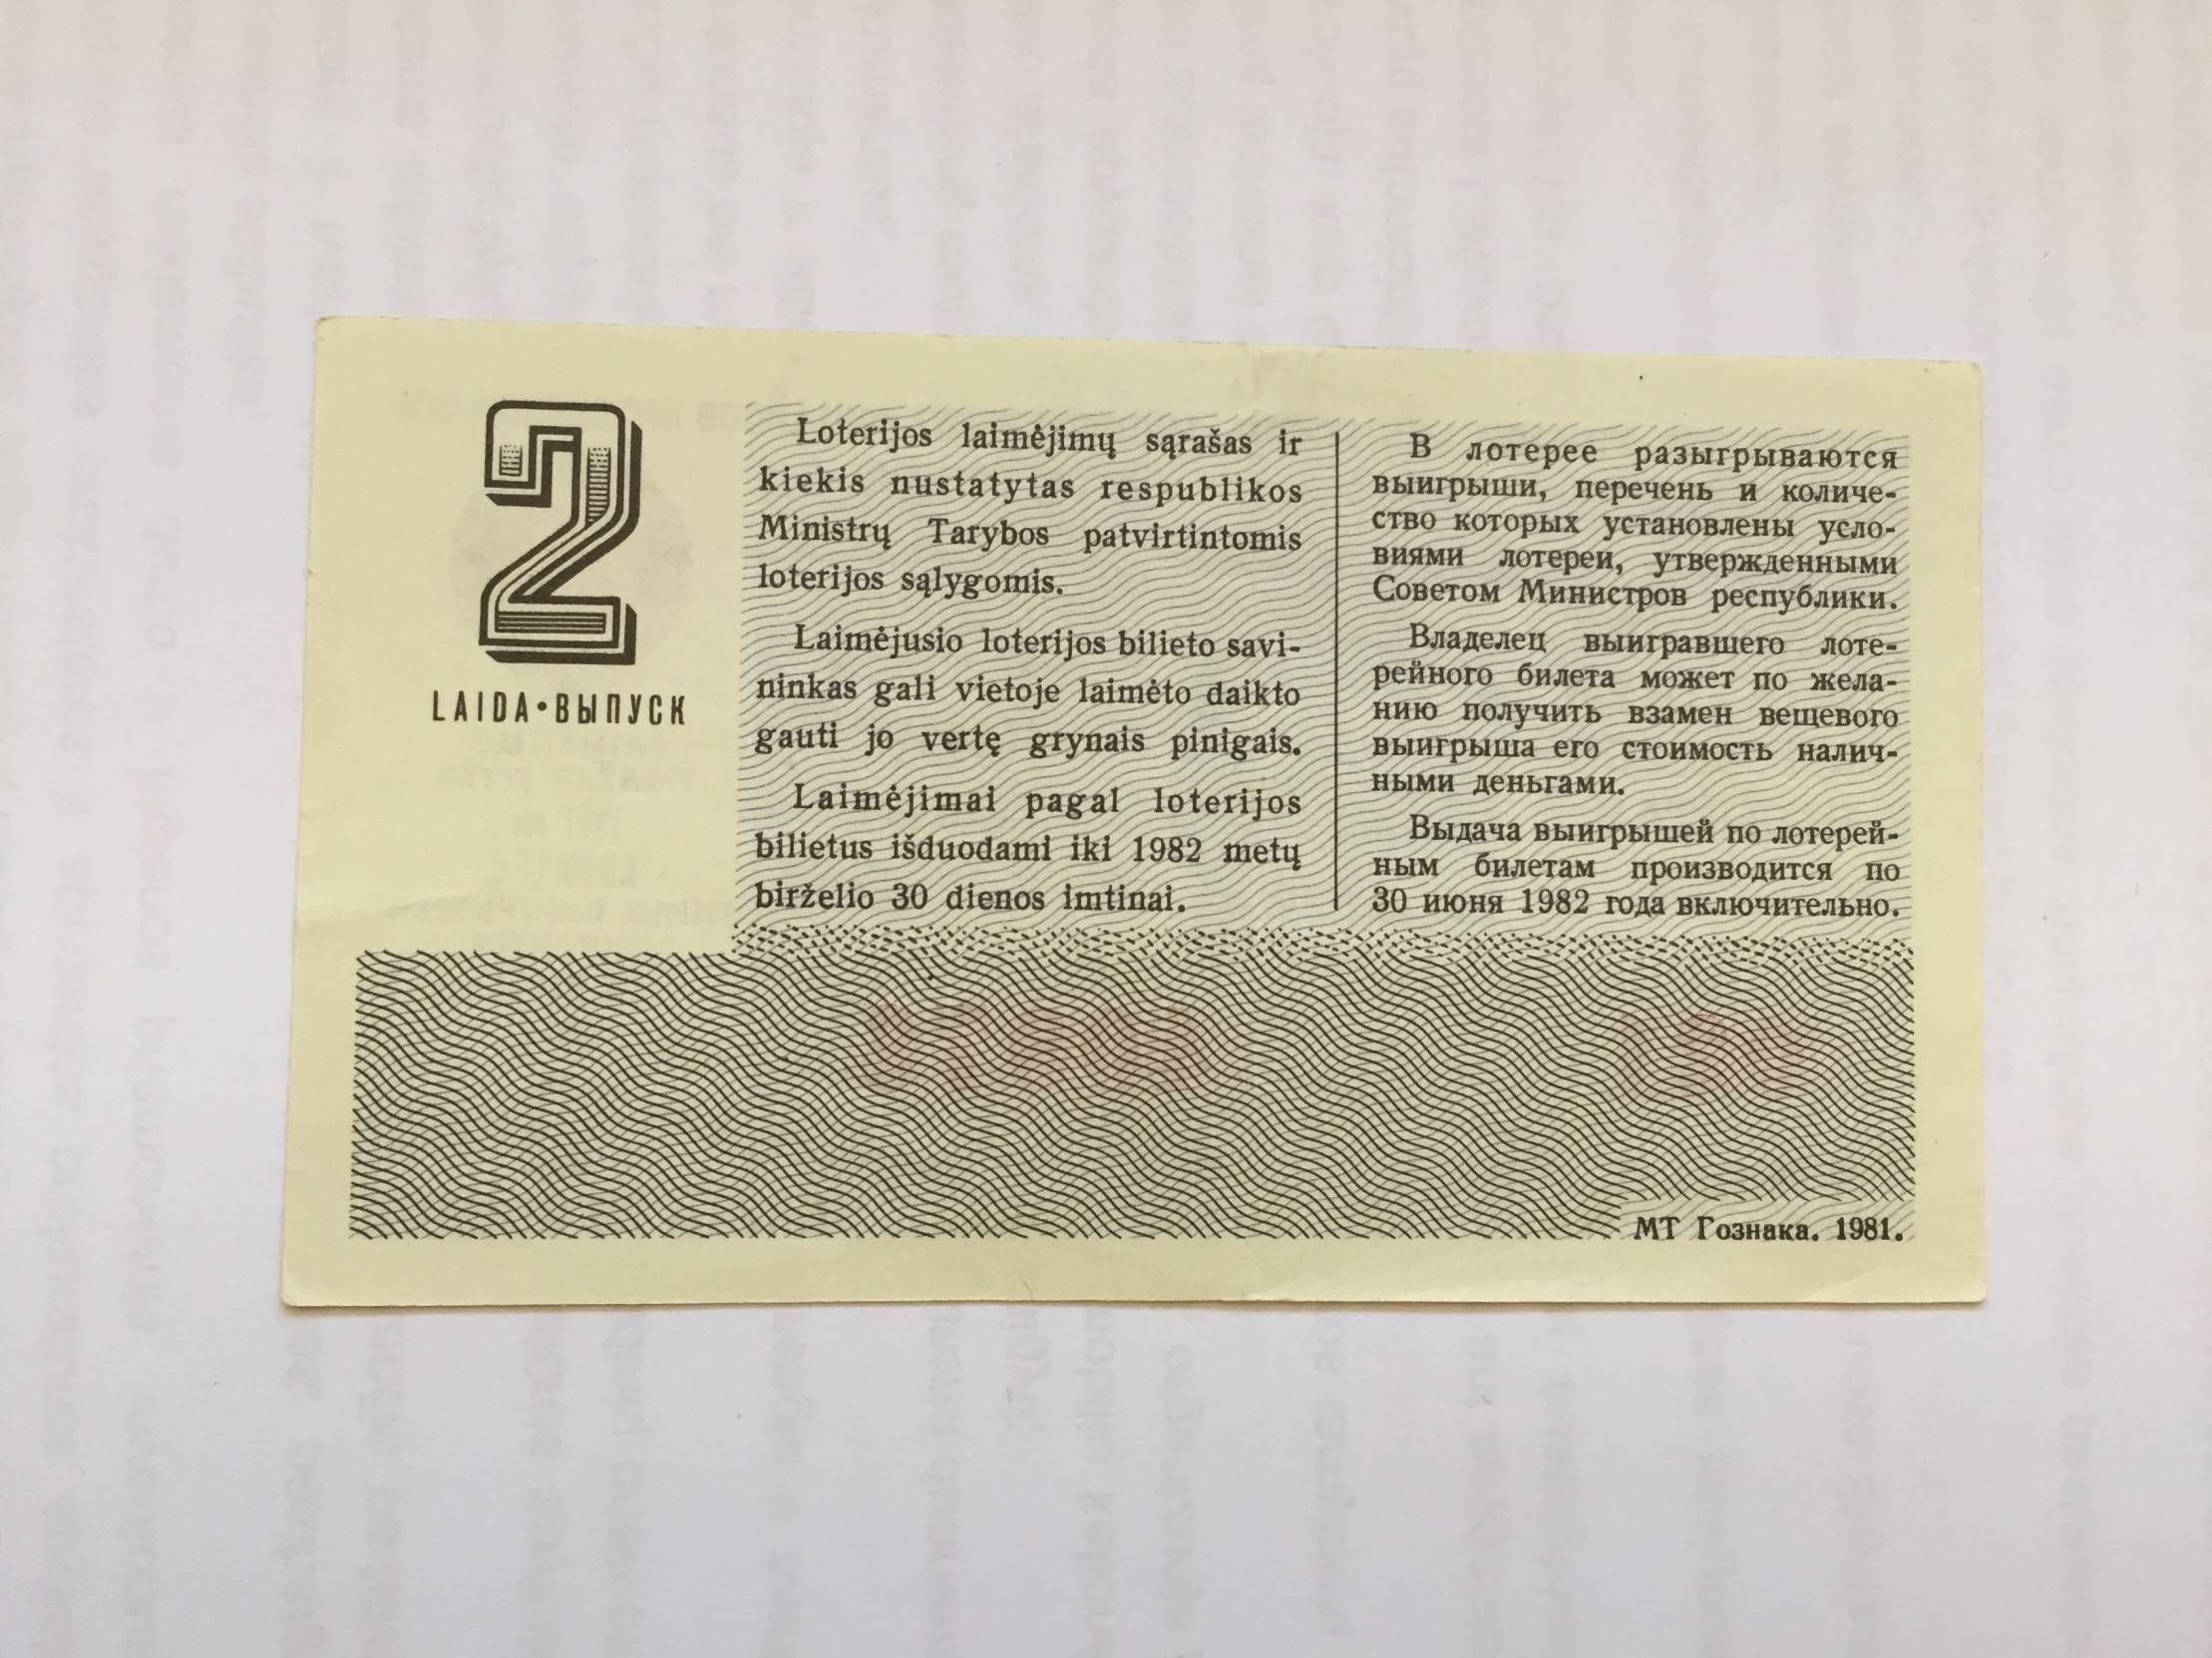 2
LAIDA•ВЫПУСК
Loterijos laimėjimų sąrašas ir
kiekis nustatytas respublikos
Ministrų Tarybos patvirtintomis
loterijos sąlygomis.
Laimėjusio loterijos bilieto savi-
ninkas gali vietoje laimėto daikto
gauti jo vertę grynais pinigais.
Laimėjimai pagal loterijos
bilietus išduodami iki 1982 metų
birželio 30 dienos imtinai.
В лотерее разыгрываются
выигрыши, перечень и количе-
ство которых установлены усло-
виями лотереи, утвержденными
Советом Министров республики.
Владелец выигравшего лоте-
рейного билета может по жела-
нию получить взамен вещевого
выигрыша его стоимость налич-
ными деньгами.
Выдача выигрышей по лотерей-
ным билетам производится по
30 июня 1982 года включительно.
МТ Гознака. 1981.